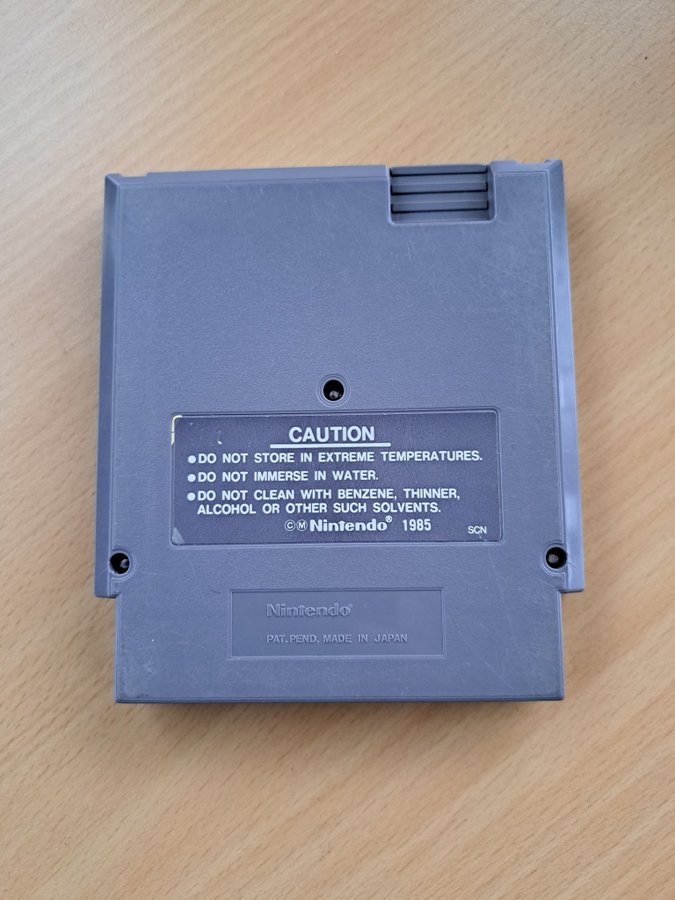 CAUTION
●DO NOT STORE IN EXTREME TEMPERATURES.
●DO NOT IMMERSE IN WATER.
●DO NOT CLEAN WITH BENZENE, THINNER,
ALCOHOL OR OTHER SUCH SOLVENTS.
©Ⓜ Nintendo® 1985 SCN
Nintendo®
PAT. PEND. MADE IN JAPAN